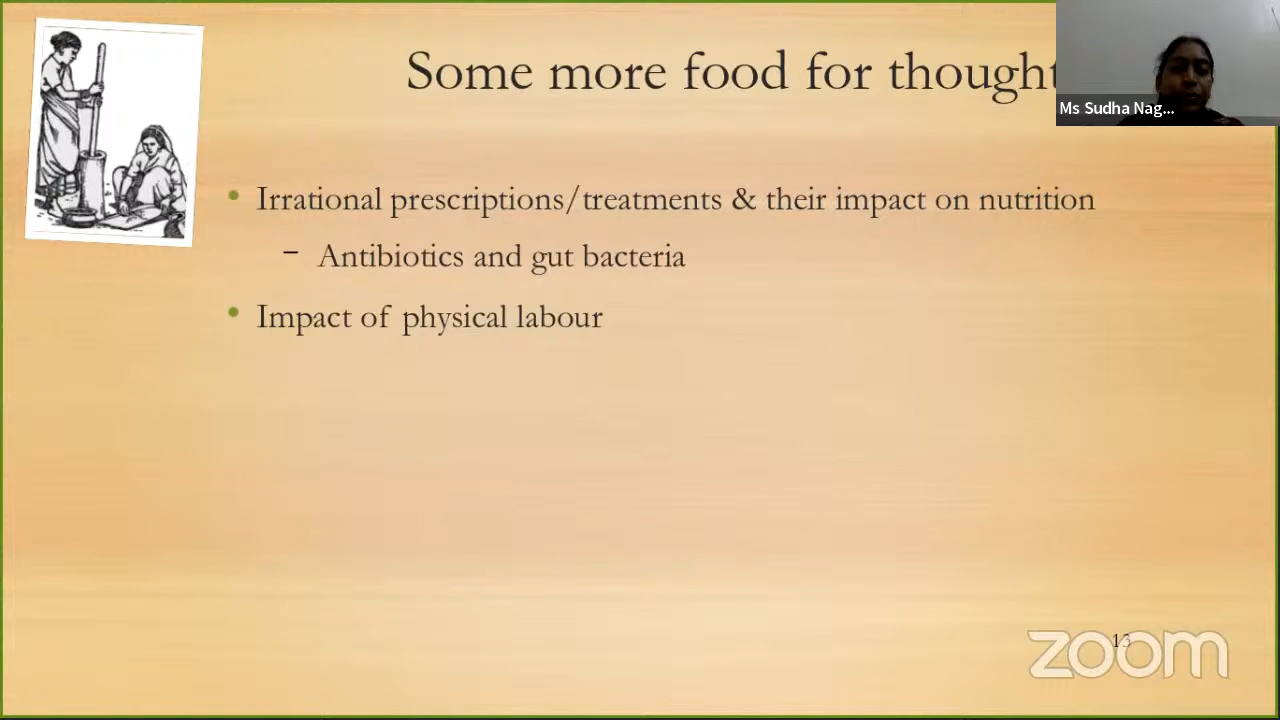 Some more food for thought
Ms Sudha Nag...
• Irrational prescriptions/treatments & their impact on nutrition
– Antibiotics and gut bacteria
• Impact of physical labour
13
zoom